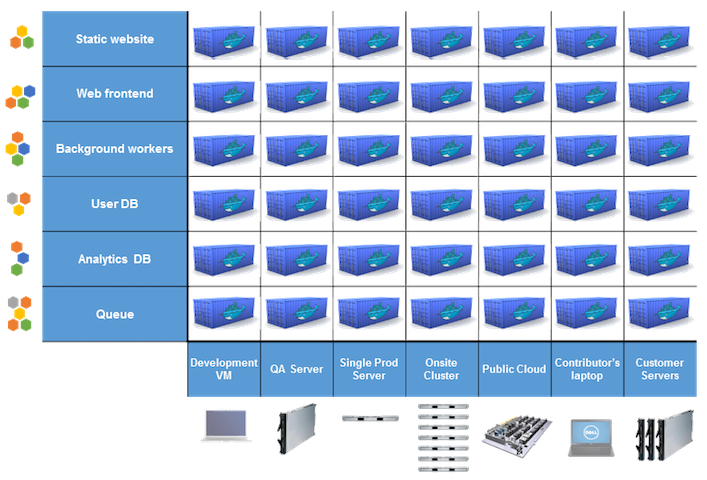 Static website
Web frontend
Background workers
User DB
Analytics DB
Queue
Development
VM
QA Server
Single Prod
Server
Onsite
Cluster
Public Cloud
Contributor's
laptop
Customer
Servers
DELL